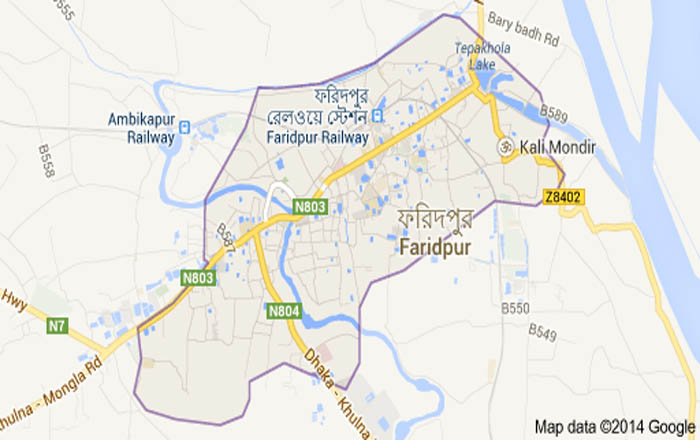 B555
Bary badh Rd
Tepakhola
Lake
ফরিদপুর
রেলওয়ে স্টেশন
Faridpur Railway
Ambikapur
Railway
B589
B558
Kali Mondir
Z8402
N803
ফরিদপুর
Faridpur
B587
N803
Hwy
N7
N804
B550
B549
Khulna - Mongla Rd
Dhaka - Khulna
Map data ©2014 Google